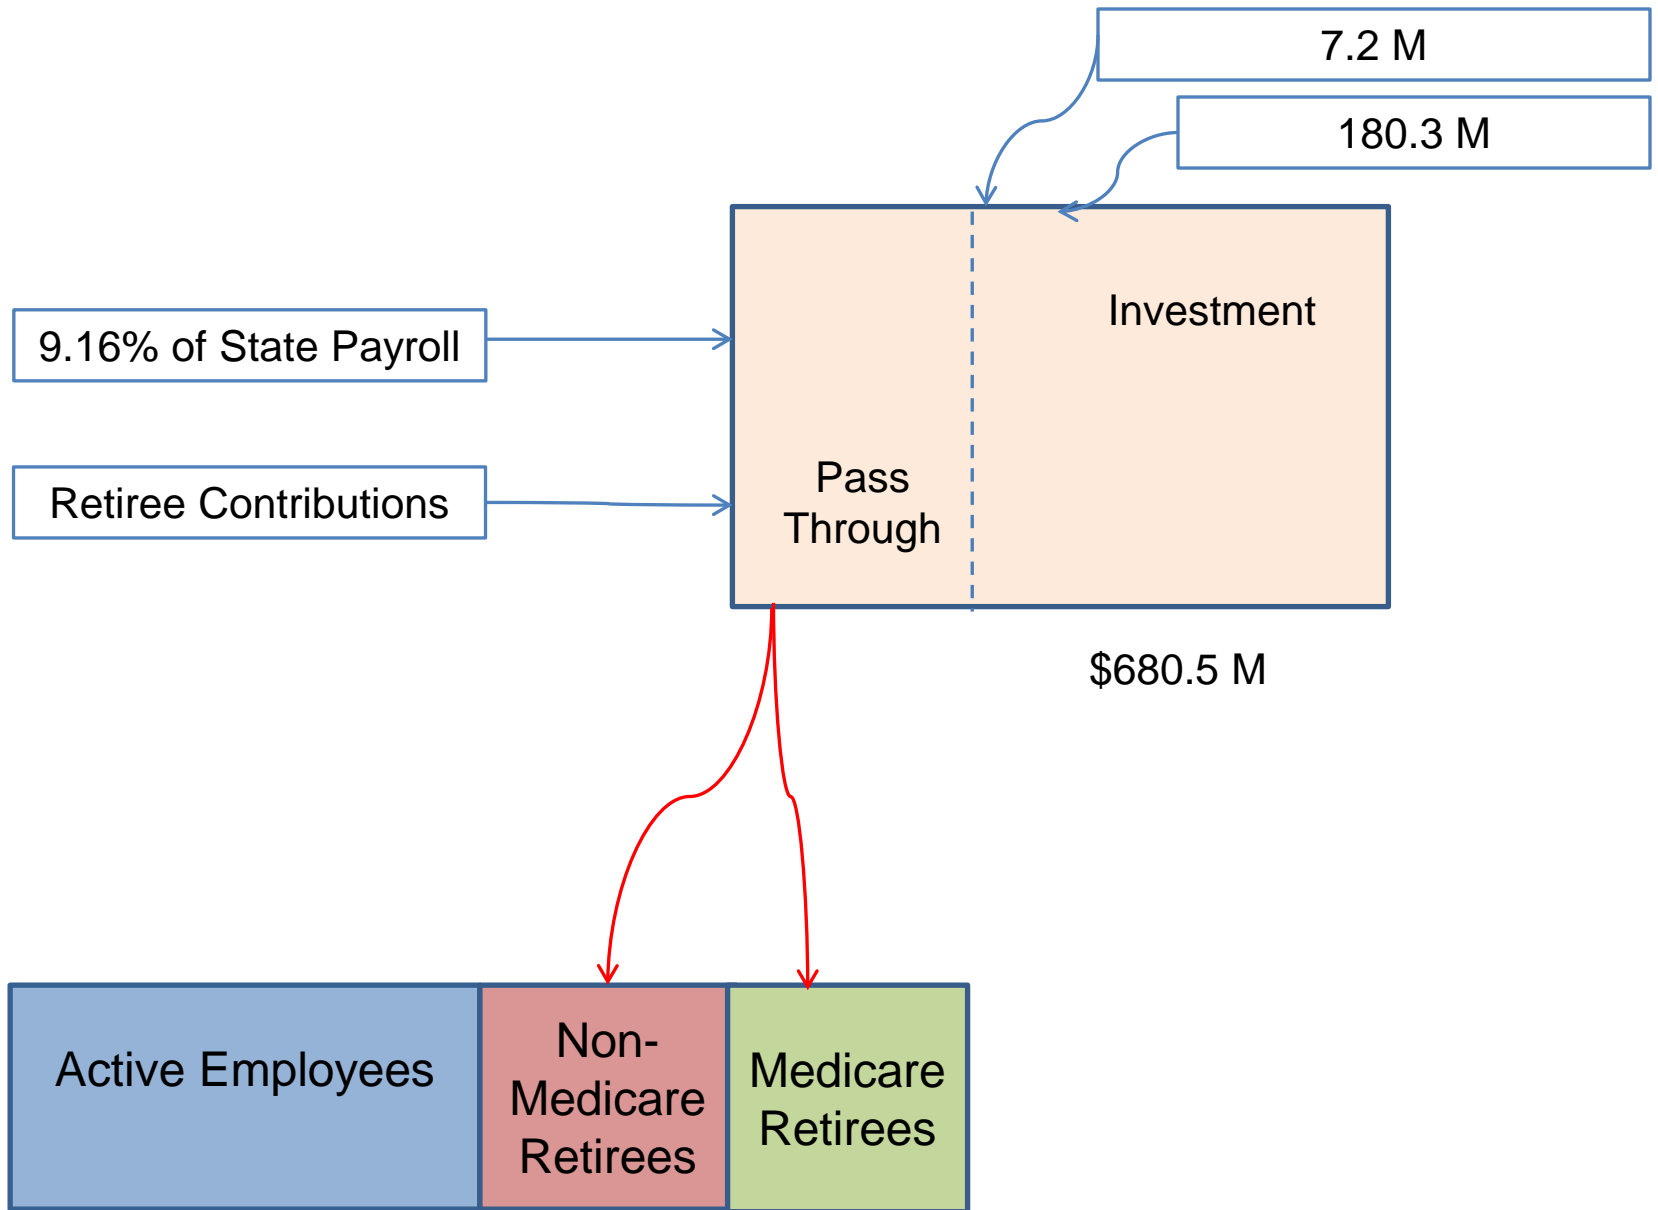 7.2 M
180.3 M
Investment
9.16% of State Payroll
Pass
Through
Retiree Contributions
$680.5 M
Active Employees
Non-
Medicare
Retirees
Medicare
Retirees